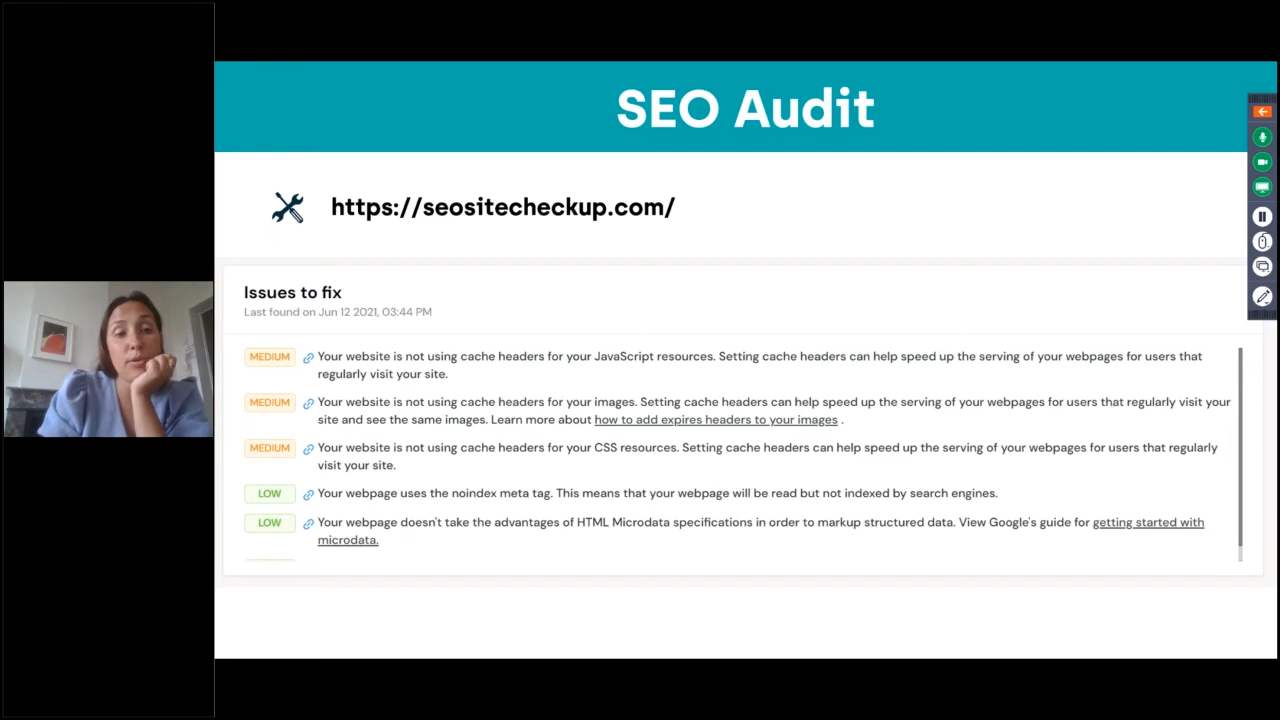 SEO Audit
https://seositecheckup.com/
Issues to fix
Last found on Jun 12 2021, 03:44 PM
MEDIUM Your website is not using cache headers for your JavaScript resources. Setting cache headers can help speed up the serving of your webpages for users that
regularly visit your site.
MEDIUM Your website is not using cache headers for your images. Setting cache headers can help speed up the serving of your webpages for users that regularly visit your
site and see the same images. Learn more about how to add expires headers to your images .
MEDIUM Your website is not using cache headers for your CSS resources. Setting cache headers can help speed up the serving of your webpages for users that regularly
visit your site.
LOW Your webpage uses the noindex meta tag. This means that your webpage will be read but not indexed by search engines.
LOW Your webpage doesn't take the advantages of HTML Microdata specifications in order to markup structured data. View Google's guide for getting started with
microdata.